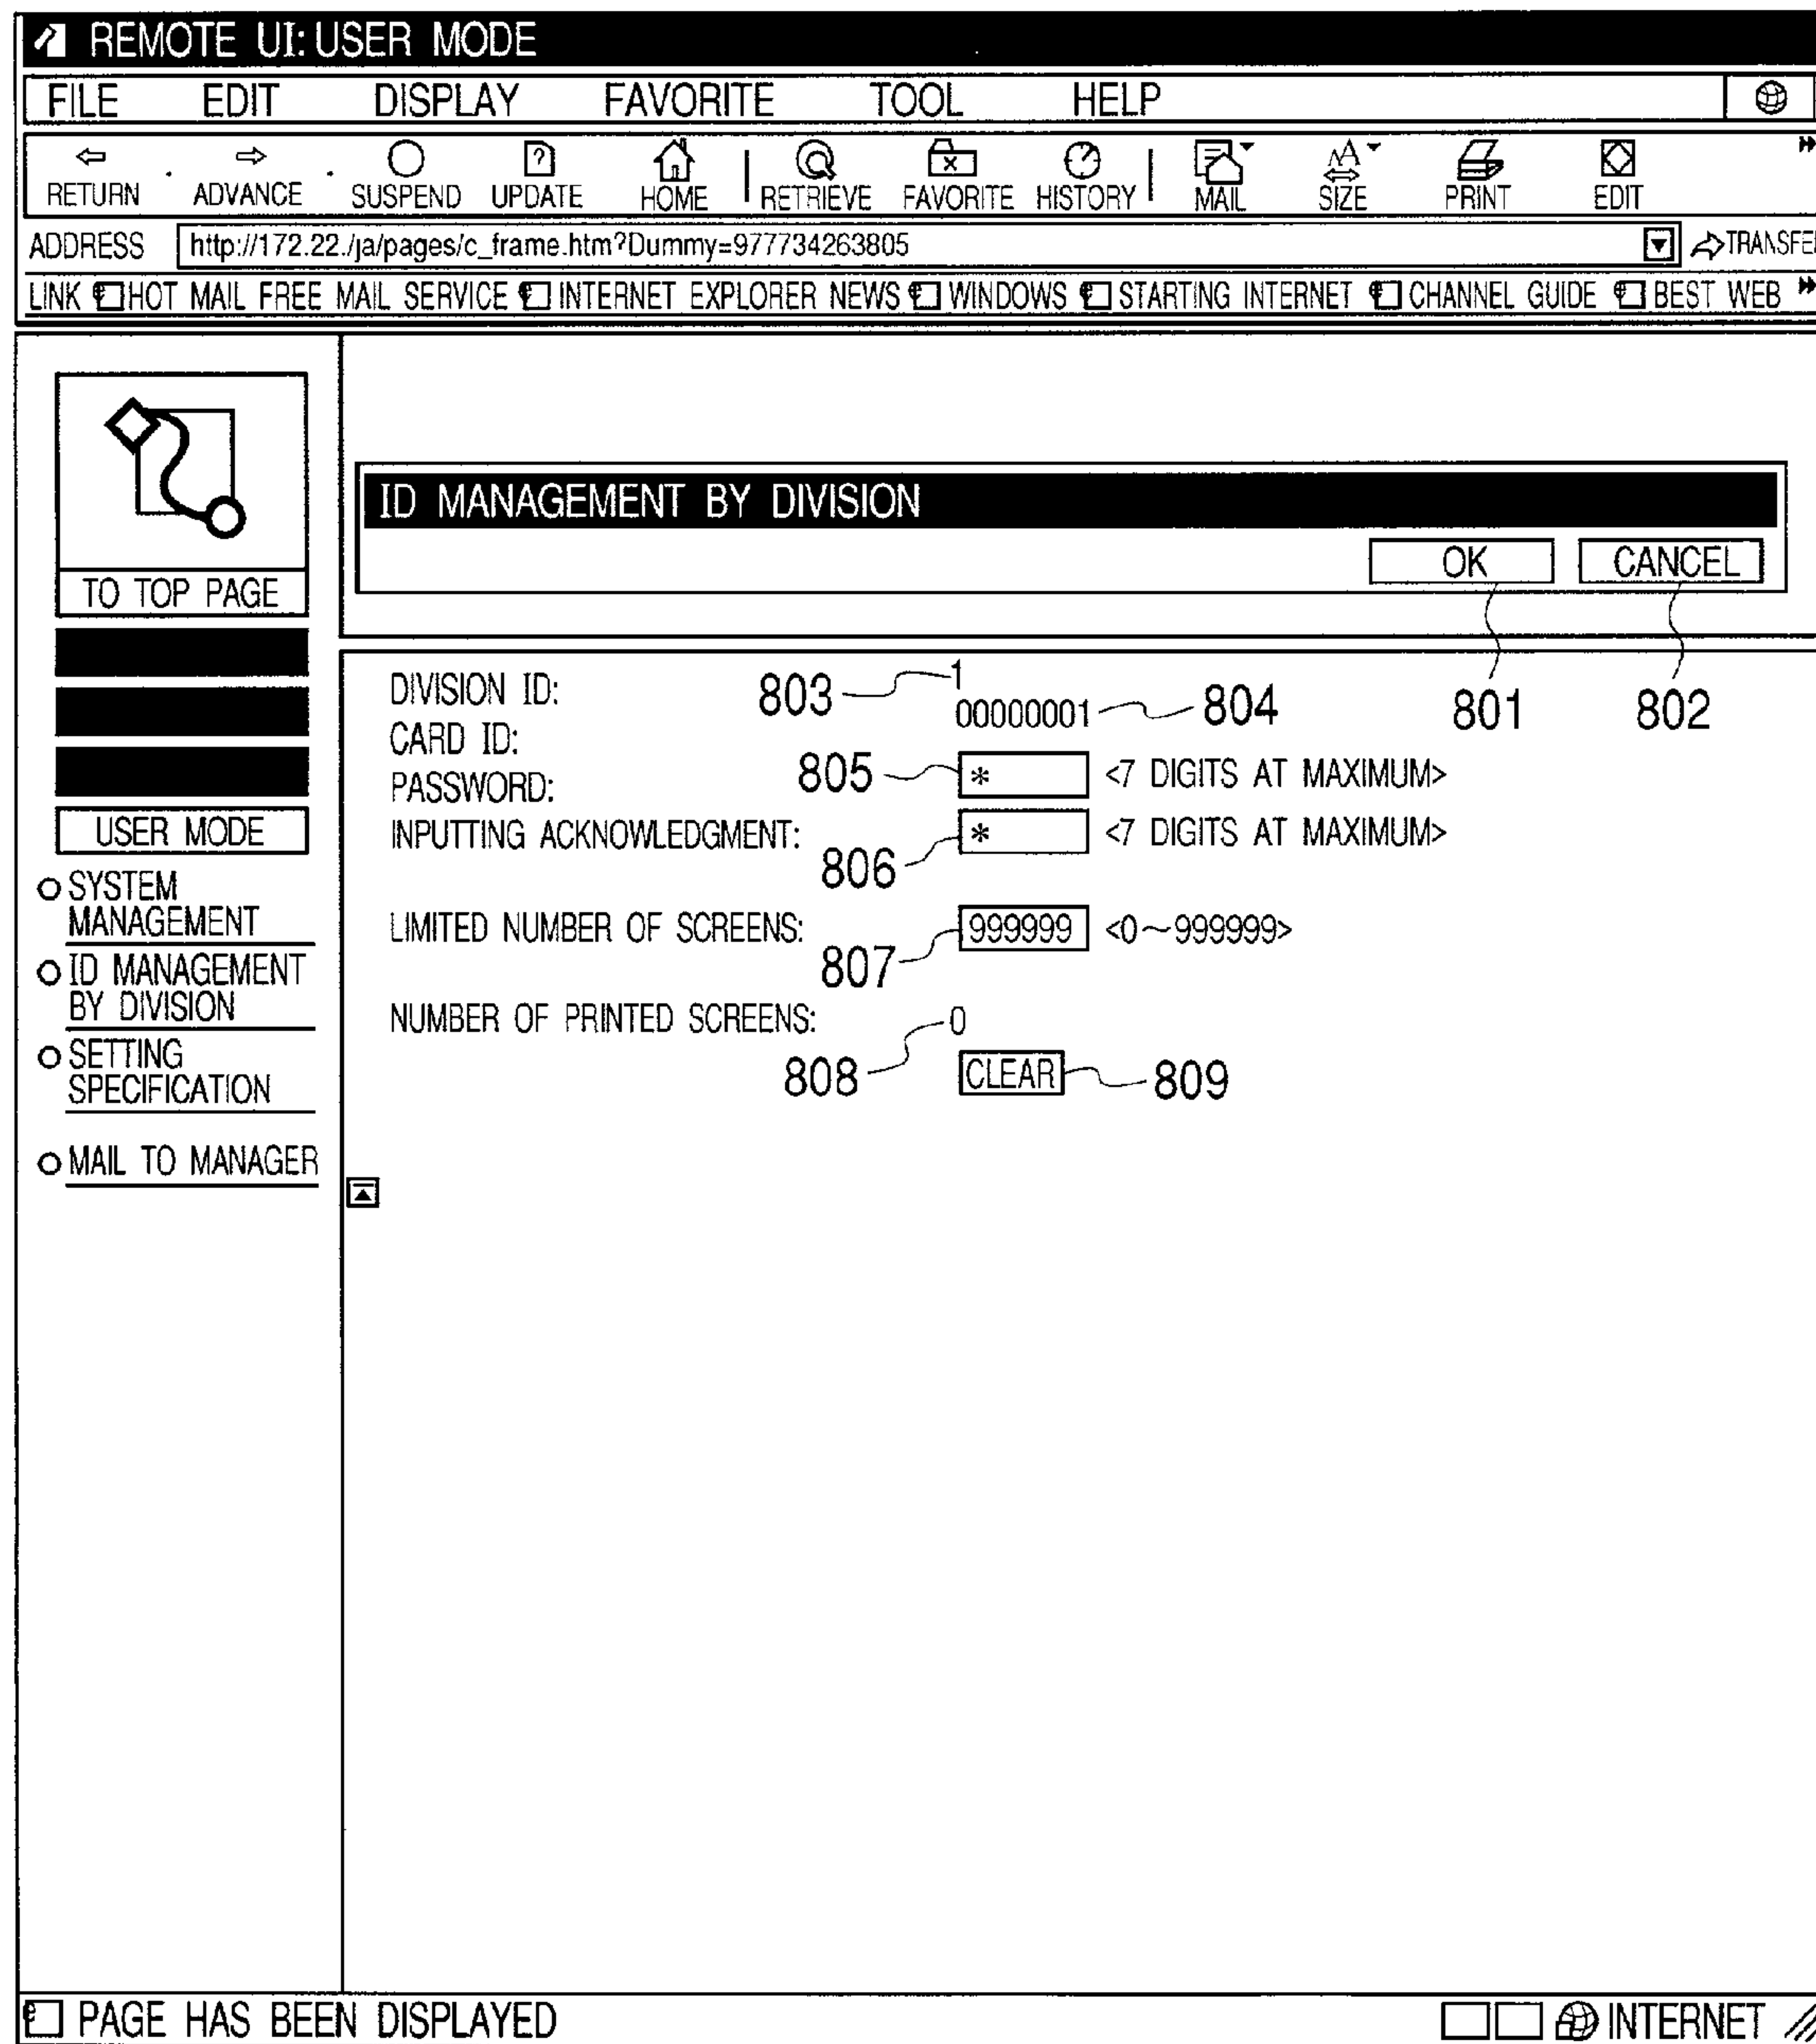 REMOTE UI: USER MODE
FILE EDIT DISPLAY FAVORITE TOOL HELP
RETURN ADVANCE SUSPEND UPDATE HOME RETRIEVE FAVORITE HISTORY MAIL SIZE PRINT EDIT
ADDRESS http://172.22./ja/pages/c_frame.htm?Dummy=977734263805 TRANSFER
LINK HOT MAIL FREE MAIL SERVICE INTERNET EXPLORER NEWS WINDOWS STARTING INTERNET CHANNEL GUIDE BEST WEB
TO TOP PAGE
USER MODE
SYSTEM
MANAGEMENT
ID MANAGEMENT
BY DIVISION
SETTING
SPECIFICATION
MAIL TO MANAGER
ID MANAGEMENT BY DIVISION
OK CANCEL
801 802
DIVISION ID: 803 1
CARD ID: 00000001 804
PASSWORD: 805 * <7 DIGITS AT MAXIMUM>
INPUTTING ACKNOWLEDGMENT: 806 * <7 DIGITS AT MAXIMUM>
LIMITED NUMBER OF SCREENS: 807 999999 <0~999999>
NUMBER OF PRINTED SCREENS: 808 0
CLEAR 809
PAGE HAS BEEN DISPLAYED INTERNET